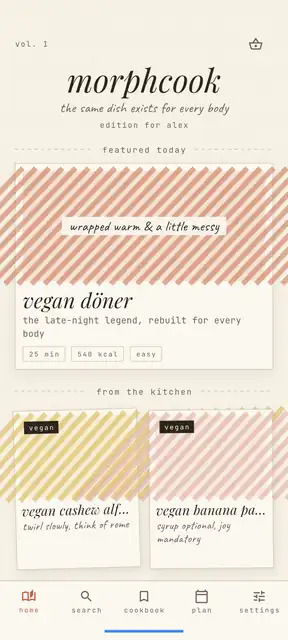 vol. 1
morphcook
the same dish exists for every body
edition for alex
featured today
wrapped warm & a little messy
vegan döner
the late-night legend, rebuilt for every
body
25 min
540 kcal
easy
from the kitchen
vegan
vegan
vegan cashew alf...
vegan banana pa...
twirl slowly, think of rome
syrup optional, joy
mandatory
home
search
cookbook
plan
settings